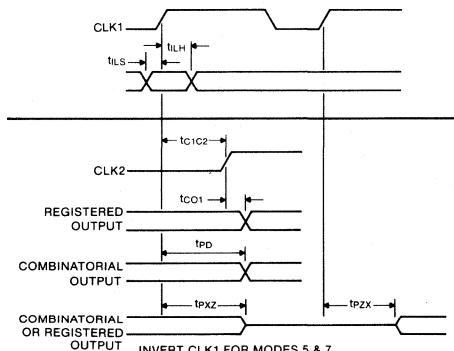 CLK1
tILH
tILS
tC1C2
CLK2
tCO1
REGISTERED
OUTPUT
tPD
COMBINATORIAL
OUTPUT
tPXZ
tPZX
COMBINATORIAL
OR REGISTERED
OUTPUT
INVERT CLK1 FOR MODES 5 & 7